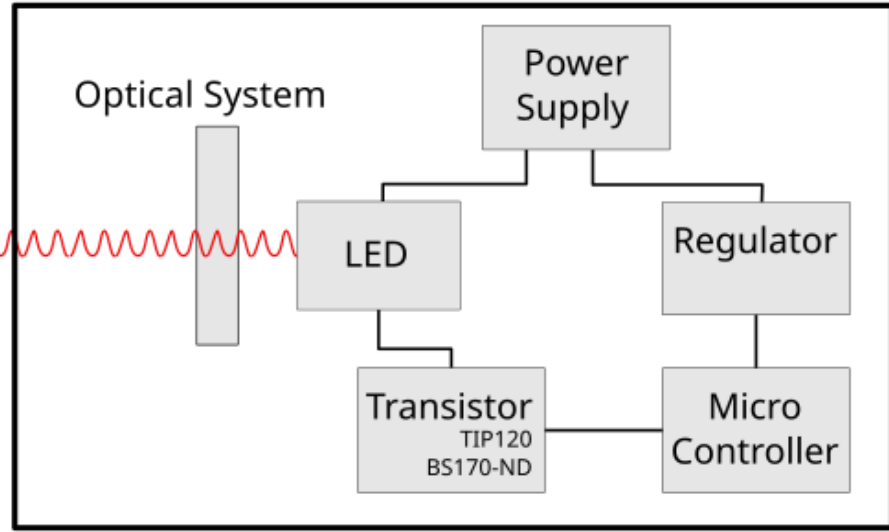 Optical System
Power
Supply
LED
Regulator
Transistor
TIP120
BS170-ND
Micro
Controller